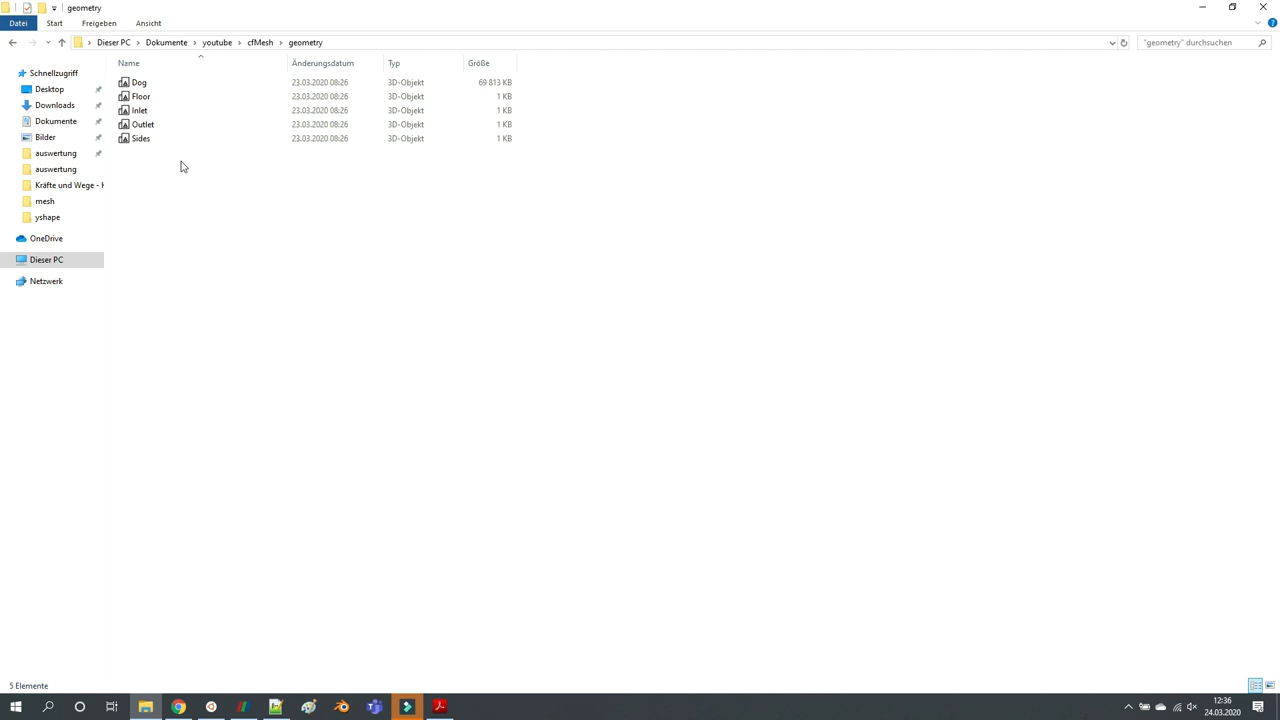 geometry
Datei Start Freigeben Ansicht
Dieser PC Dokumente youtube cfMesh geometry
"geometry" durchsuchen
Name Änderungsdatum Typ Größe
Dog 23.03.2020 08:26 3D-Objekt 69 813 KB
Floor 23.03.2020 08:26 3D-Objekt 1 KB
Inlet 23.03.2020 08:26 3D-Objekt 1 KB
Outlet 23.03.2020 08:26 3D-Objekt 1 KB
Sides 23.03.2020 08:26 3D-Objekt 1 KB
Schnellzugriff
Desktop
Downloads
Dokumente
Bilder
auswertung
auswertung
Kräfte und Wege - H
mesh
yshape
OneDrive
Dieser PC
Netzwerk
5 Elemente
12:36
24.03.2020